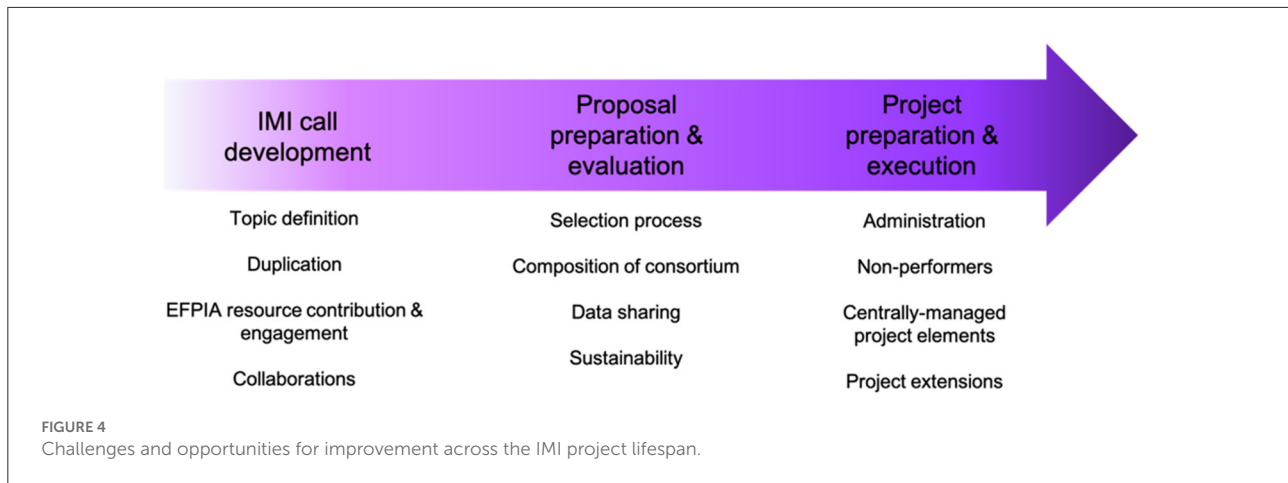 IMI call
development
Proposal
preparation &
evaluation
Project
preparation &
execution
Topic definition
Duplication
EFPIA resource contribution &
engagement
Collaborations
Selection process
Composition of consortium
Data sharing
Sustainability
Administration
Non-performers
Centrally-managed
project elements
Project extensions
FIGURE 4
Challenges and opportunities for improvement across the IMI project lifespan.